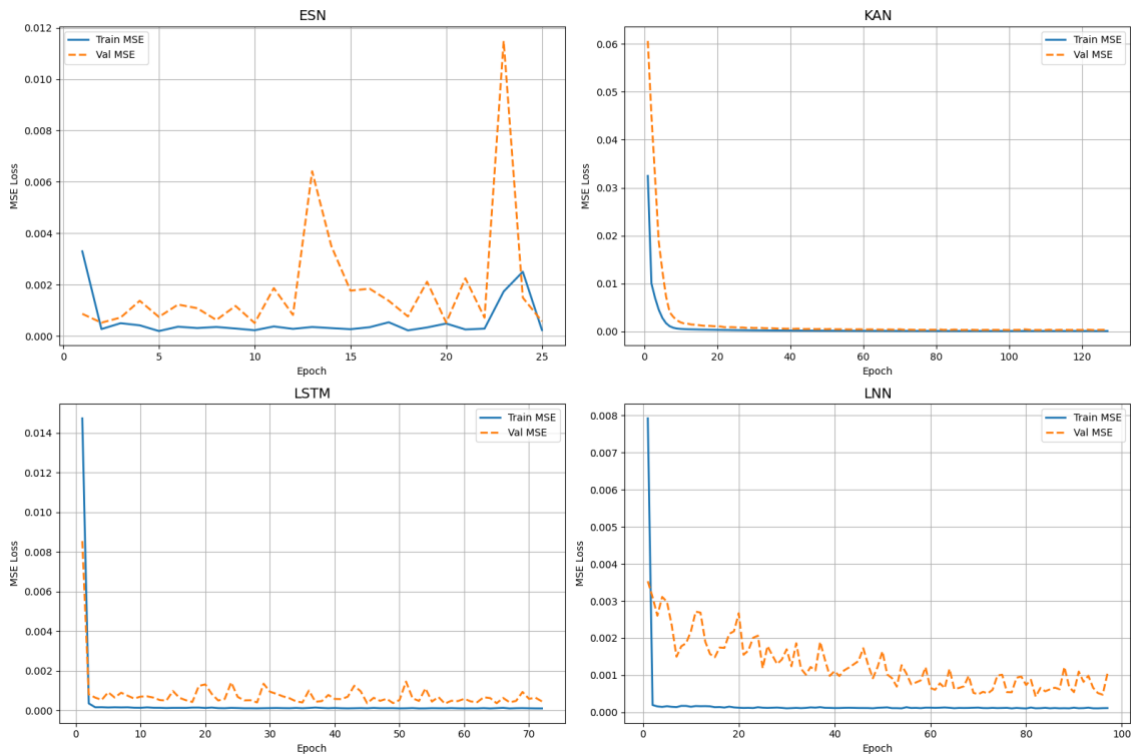 ESN
Train MSE
Val MSE
MSE Loss
0.012
0.010
0.008
0.006
0.004
0.002
0.000
0 5 10 15 20 25
Epoch
KAN
Train MSE
Val MSE
MSE Loss
0.06
0.05
0.04
0.03
0.02
0.01
0.00
0 20 40 60 80 100 120
Epoch
LSTM
Train MSE
Val MSE
MSE Loss
0.014
0.012
0.010
0.008
0.006
0.004
0.002
0.000
0 10 20 30 40 50 60 70
Epoch
LNN
Train MSE
Val MSE
MSE Loss
0.008
0.007
0.006
0.005
0.004
0.003
0.002
0.001
0.000
0 20 40 60 80 100
Epoch